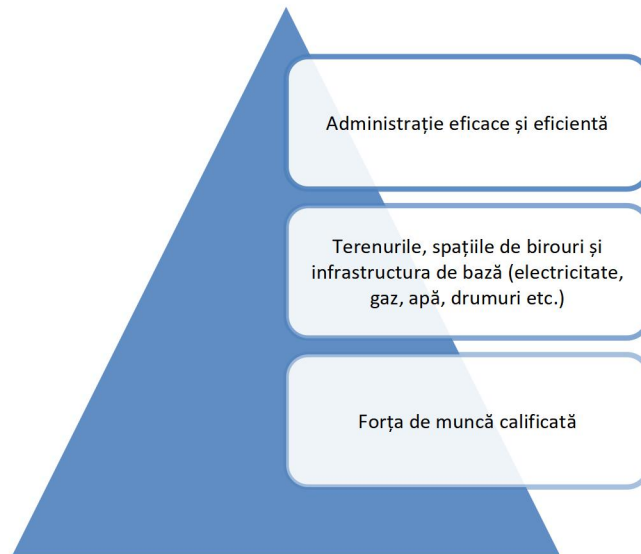 Administrație eficace și eficientă
Terenurile, spațiile de birouri și
infrastructura de bază (electricitate,
gaz, apă, drumuri etc.)
Forța de muncă calificată